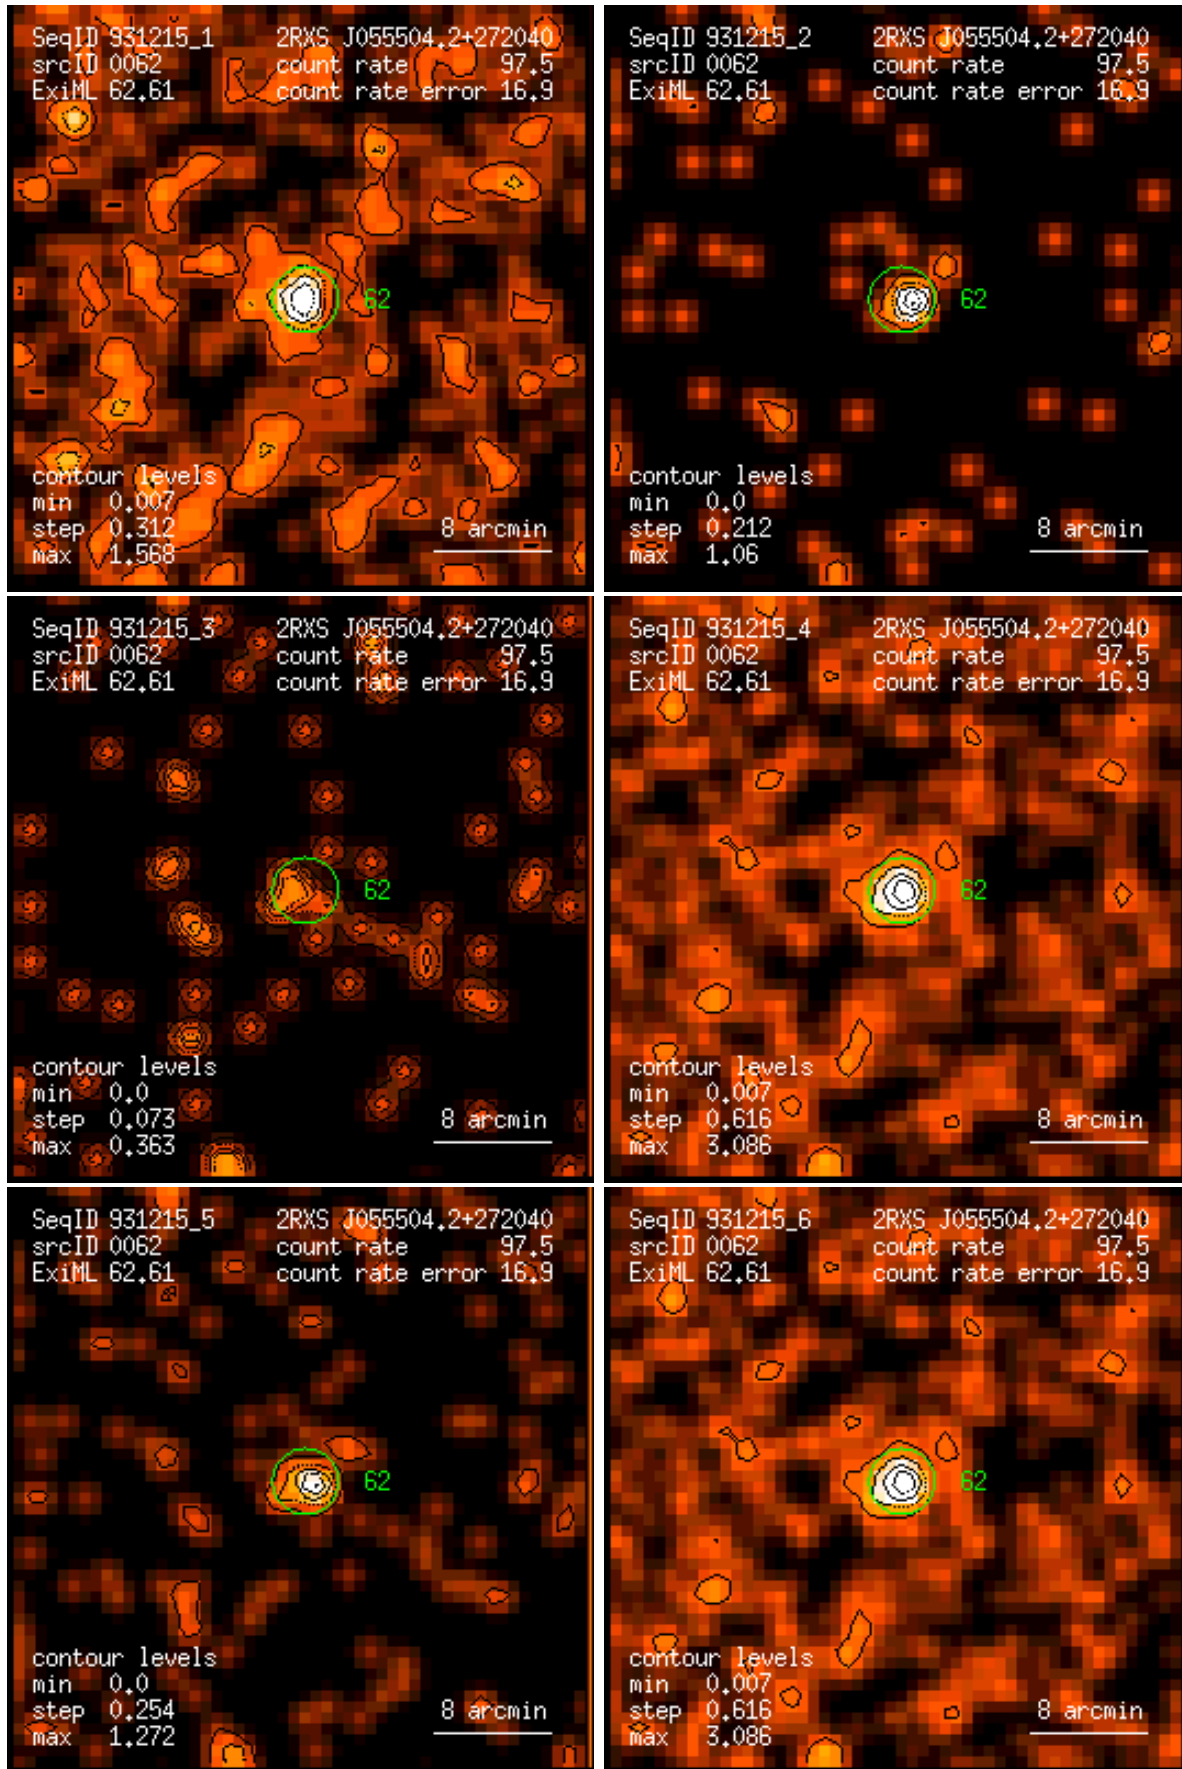 SeqID 931215_1 2RXS J055504.2+272040
srcID 0062 count rate 97.5
ExiML 62.61 count rate error 16.9
62
contour levels
min 0.007
step 0.312 8 arcmin
max 1.568
SeqID 931215_2 2RXS J055504.2+272040
srcID 0062 count rate 97.5
ExiML 62.61 count rate error 16.9
62
contour levels
min 0.0
step 0.212 8 arcmin
max 1.06
SeqID 931215_3 2RXS J055504.2+272040
srcID 0062 count rate 97.5
ExiML 62.61 count rate error 16.9
62
contour levels
min 0.0
step 0.073 8 arcmin
max 0.363
SeqID 931215_4 2RXS J055504.2+272040
srcID 0062 count rate 97.5
ExiML 62.61 count rate error 16.9
62
contour levels
min 0.007
step 0.616 8 arcmin
max 3.086
SeqID 931215_5 2RXS J055504.2+272040
srcID 0062 count rate 97.5
ExiML 62.61 count rate error 16.9
62
contour levels
min 0.0
step 0.254 8 arcmin
max 1.272
SeqID 931215_6 2RXS J055504.2+272040
srcID 0062 count rate 97.5
ExiML 62.61 count rate error 16.9
62
contour levels
min 0.007
step 0.616 8 arcmin
max 3.086